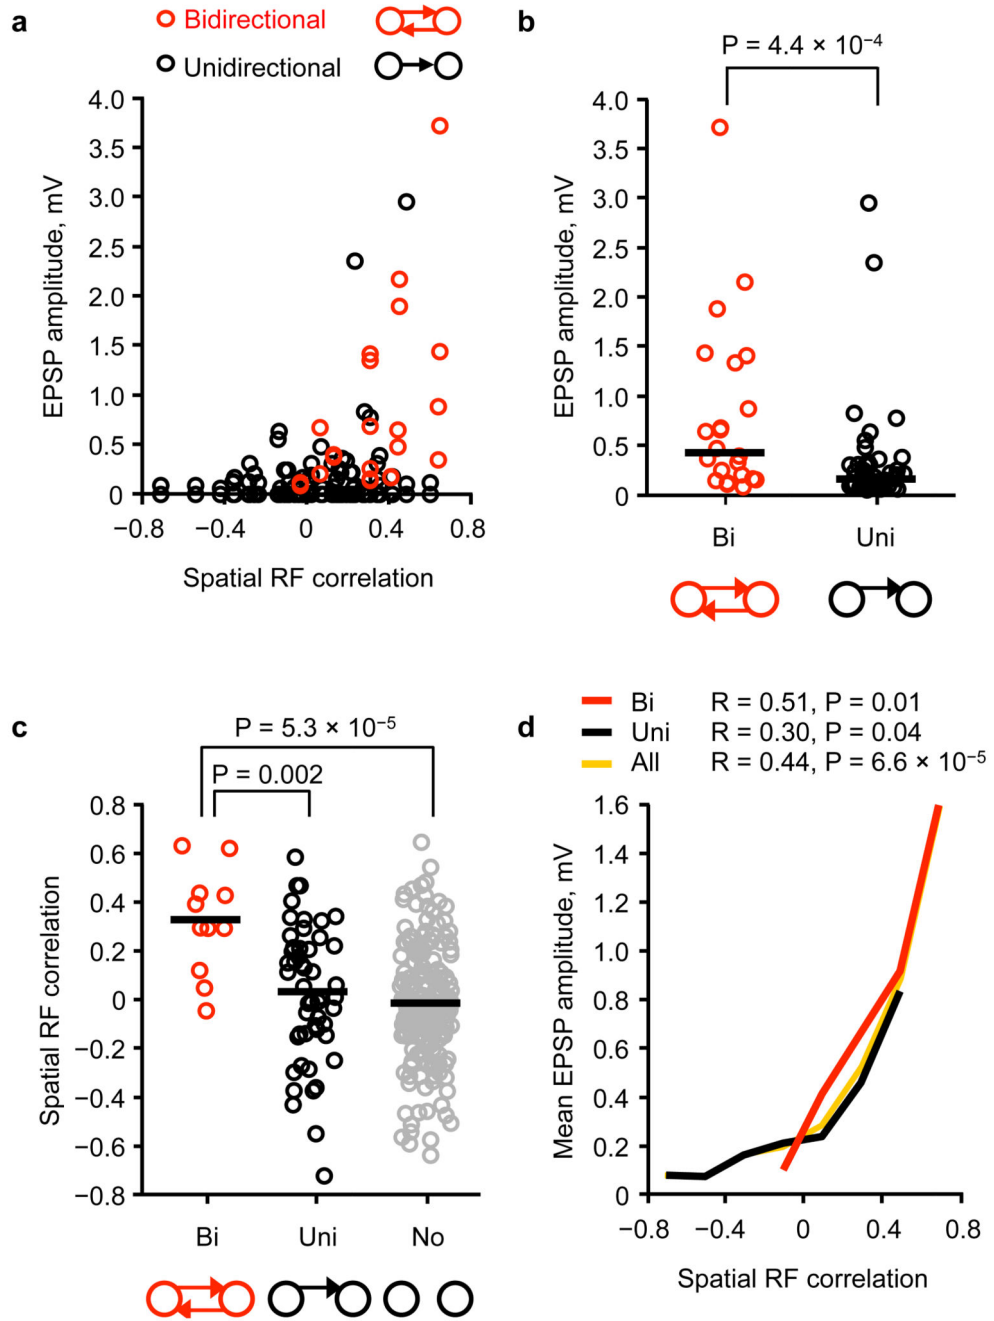 a
Bidirectional
Unidirectional
4.0
3.5
3.0
2.5
2.0
1.5
1.0
0.5
0
EPSP amplitude, mV
−0.8
−0.4
0
0.4
0.8
Spatial RF correlation
b
P = 4.4 × 10⁻⁴
4.0
3.5
3.0
2.5
2.0
1.5
1.0
0.5
0
EPSP amplitude, mV
Bi
Uni
c
P = 5.3 × 10⁻⁵
P = 0.002
0.8
0.6
0.4
0.2
0
−0.2
−0.4
−0.6
−0.8
Spatial RF correlation
Bi
Uni
No
d
Bi R = 0.51, P = 0.01
Uni R = 0.30, P = 0.04
All R = 0.44, P = 6.6 × 10⁻⁵
1.6
1.4
1.2
1.0
0.8
0.6
0.4
0.2
0
Mean EPSP amplitude, mV
−0.8
−0.4
0
0.4
0.8
Spatial RF correlation